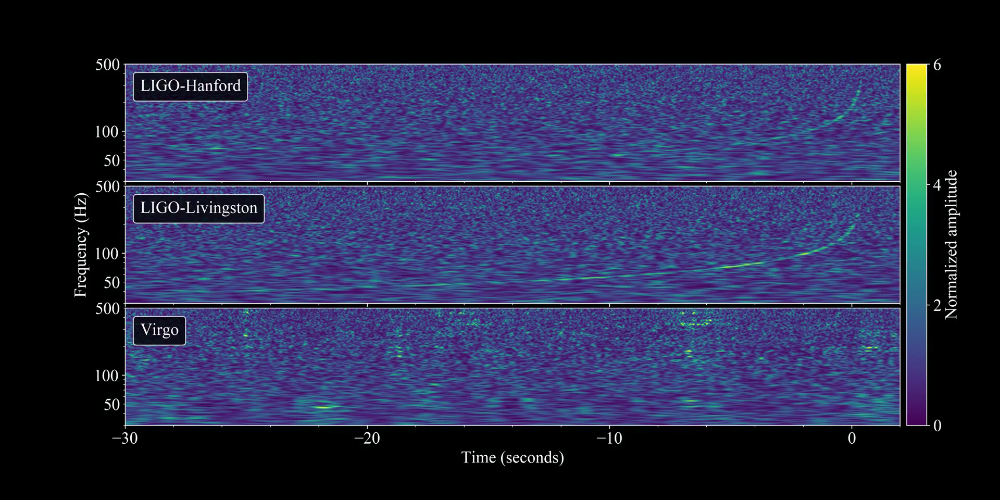 500
LIGO-Hanford
100
50
500
LIGO-Livingston
100
50
500
Virgo
100
50
−30
−20
−10
0
Time (seconds)
Frequency (Hz)
6
4
2
0
Normalized amplitude